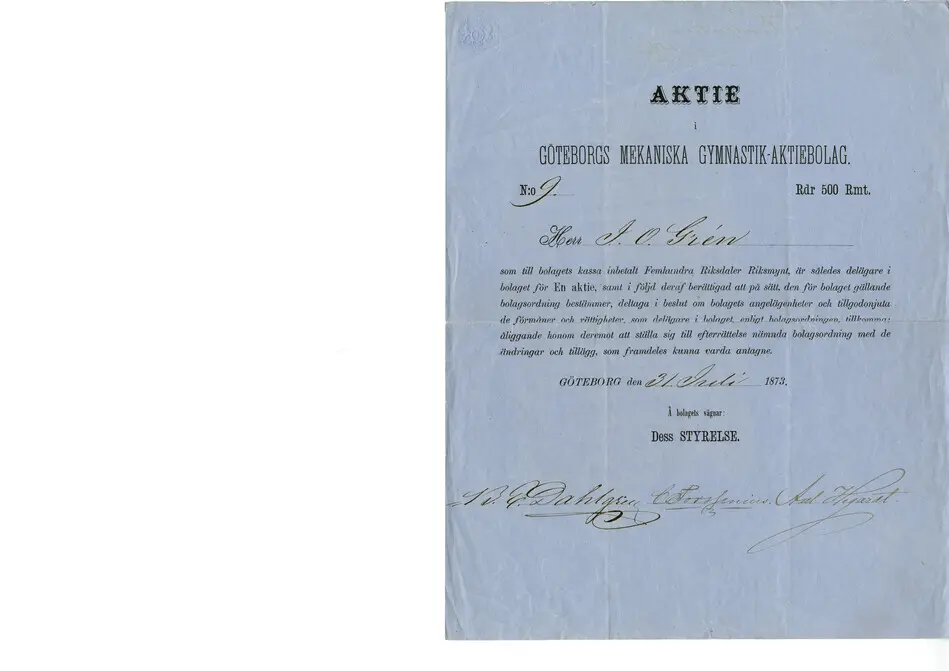 AKTIE
i
GÖTEBORGS MEKANISKA GYMNASTIK-AKTIEBOLAG.
N:o 9. Rdr 500 Rmt.
Herr J. O. Grén
som till bolagets kassa inbetalt Femhundra Riksdaler Riksmynt, är således delägare i
bolaget för En aktie, samt i följd deraf berättigad att på sätt, den för bolaget gällande
bolagsordning bestämmer, deltaga i beslut om bolagets angelägenheter och tillgodonjuta
de förmåner och rättigheter, som delägare i bolaget, enligt bolagsordningen, tillkomma;
åliggande honom deremot att ställa sig till efterrättelse nämnda bolagsordning med de
ändringar och tillägg, som framdeles kunna varda antagne.
GÖTEBORG den 31 Juli 1873.
Å bolagets vägnar:
Dess STYRELSE.
Dahlgren Axel